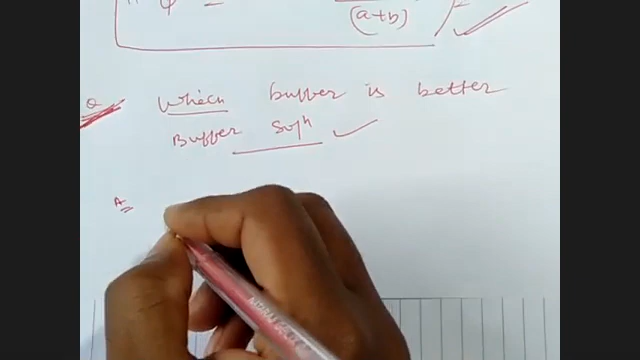 (a+b)
Q Which buffer is better
Buffer Solⁿ
A